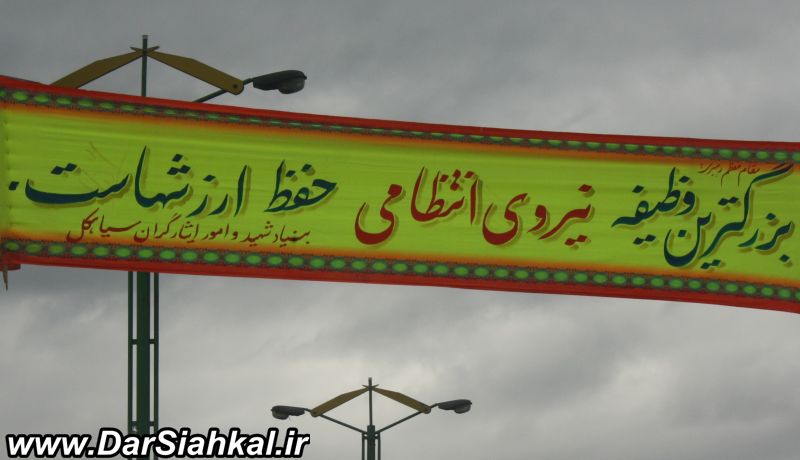 مقام معظم رهبری
بزرگترین وظیفه نیروی انتظامی حفظ ارزشهاست.
بنیاد شهید و امور ایثارگران سیاهکل
www.DarSiahkal.ir